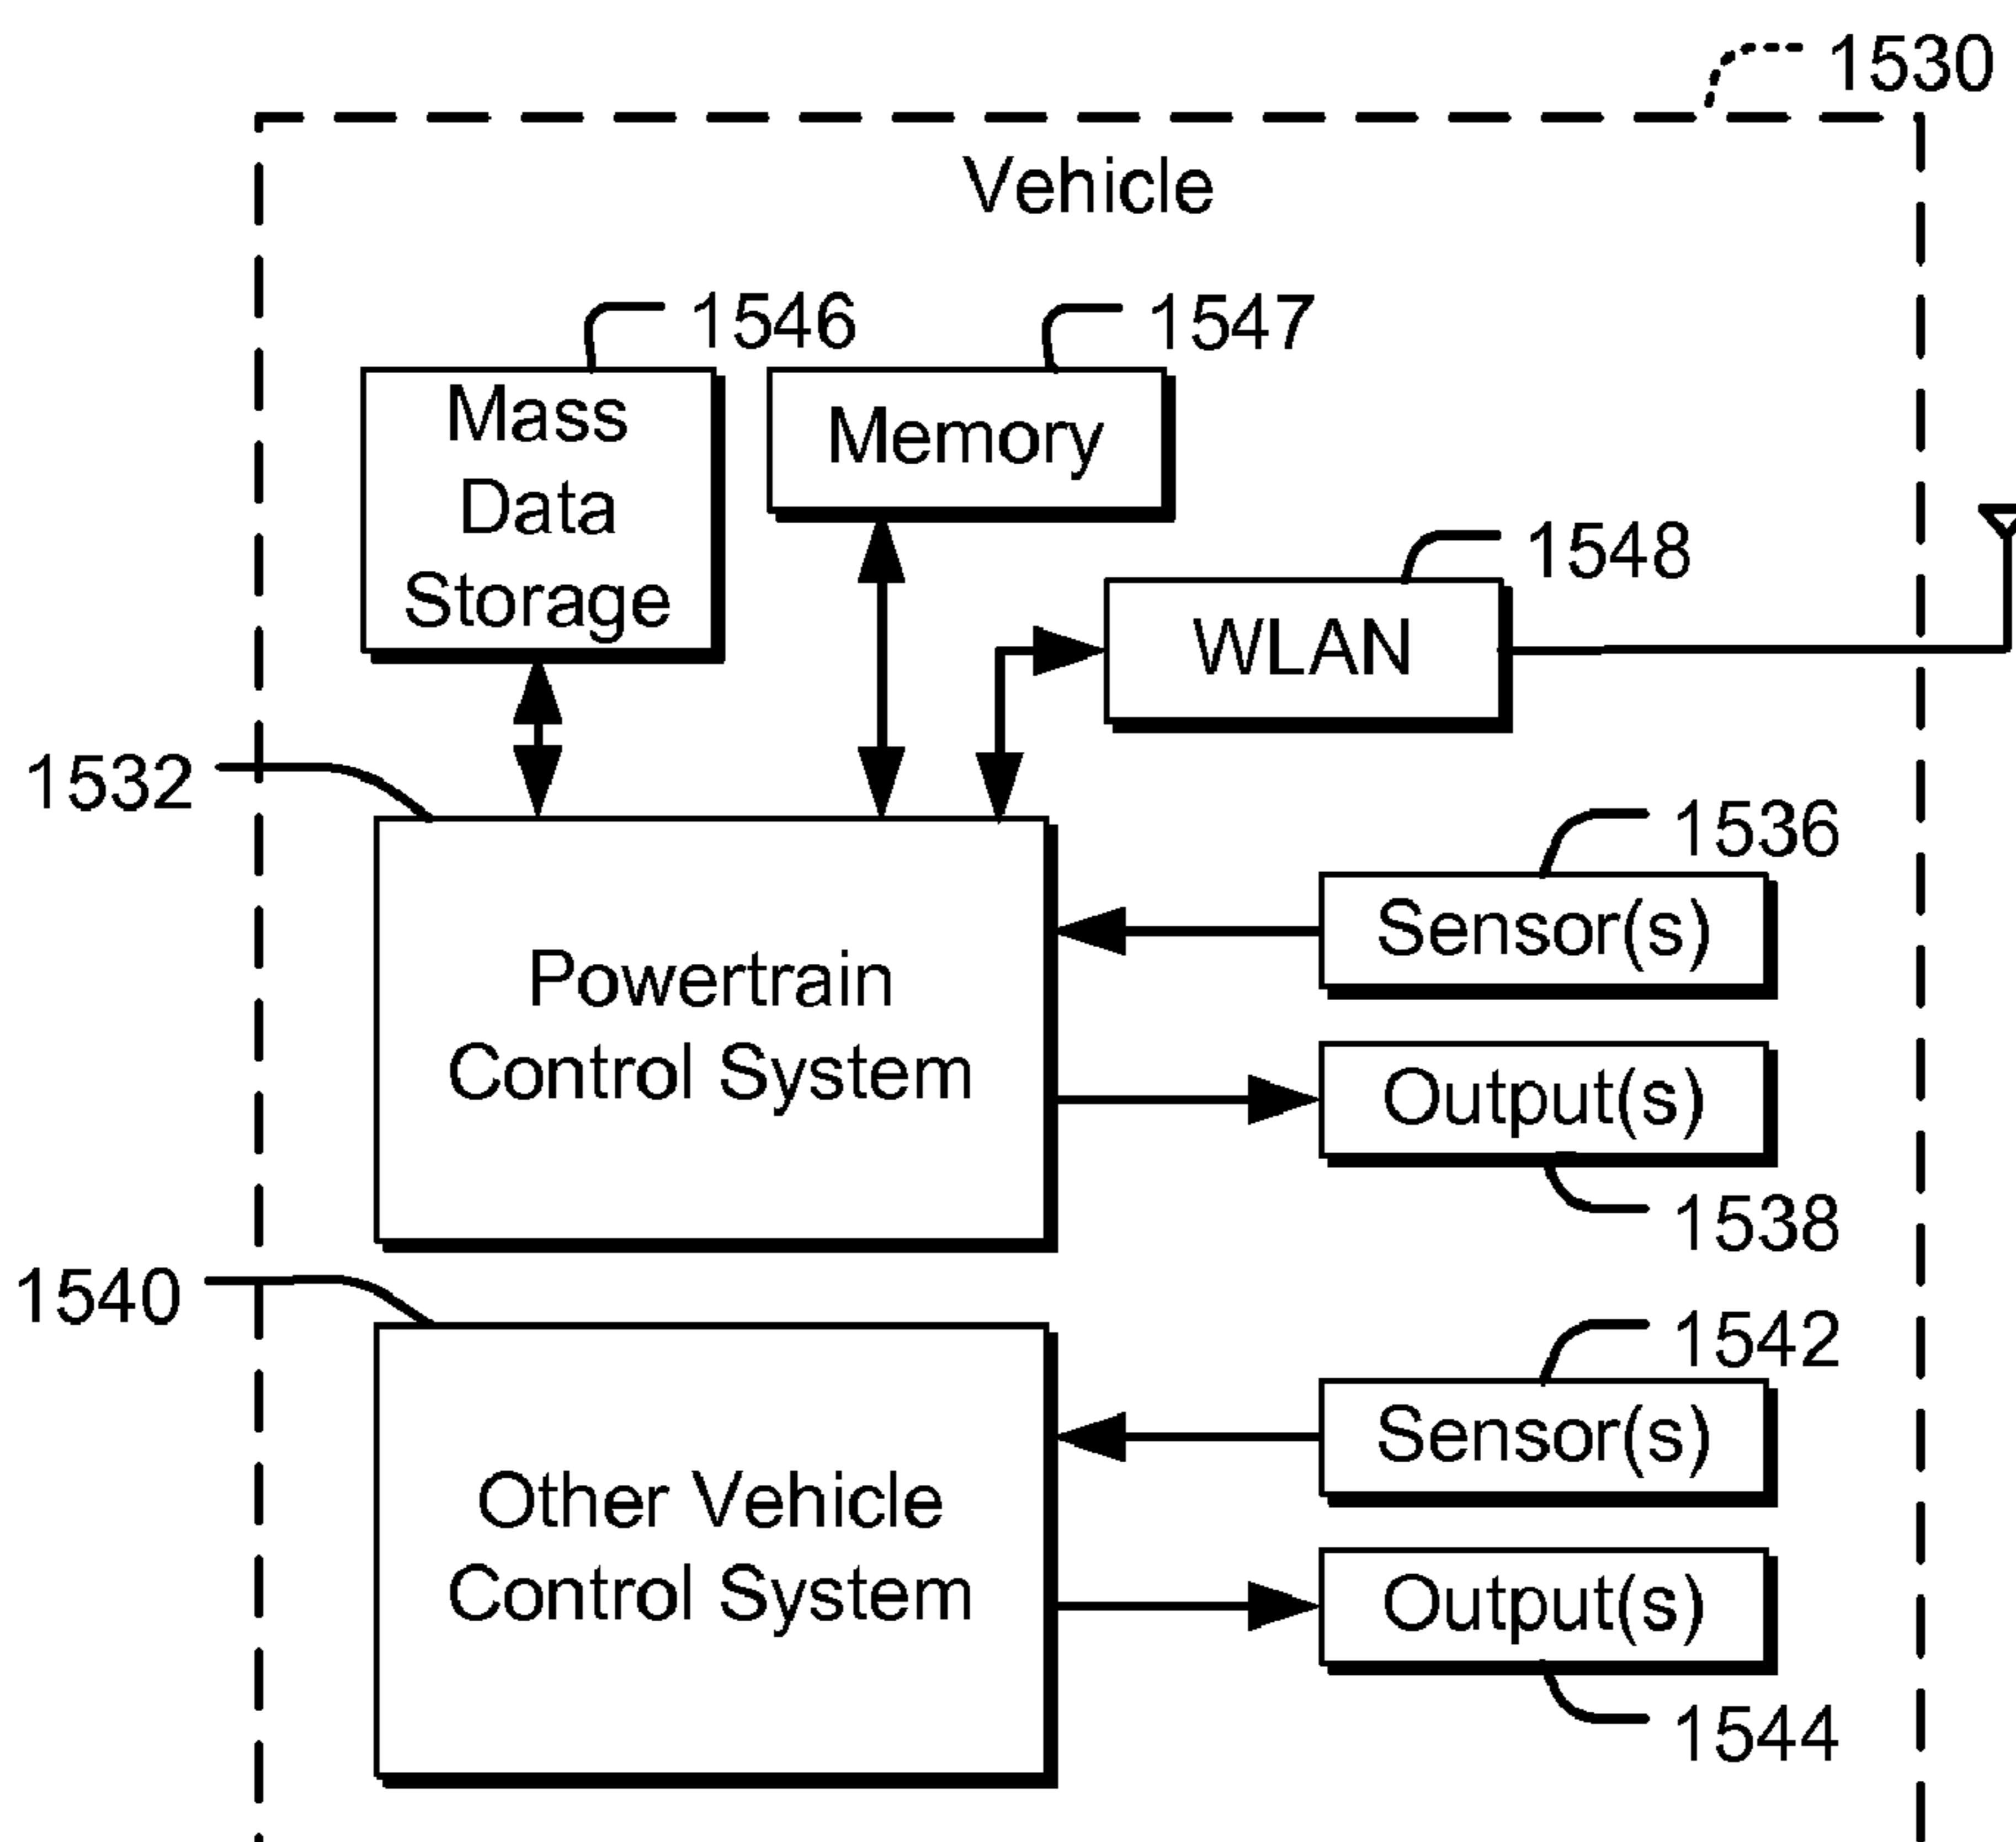 1530
Vehicle
1546
1547
Mass
Data
Storage
Memory
1548
WLAN
1532
1536
Sensor(s)
Powertrain
Control System
Output(s)
1538
1540
1542
Sensor(s)
Other Vehicle
Control System
Output(s)
1544